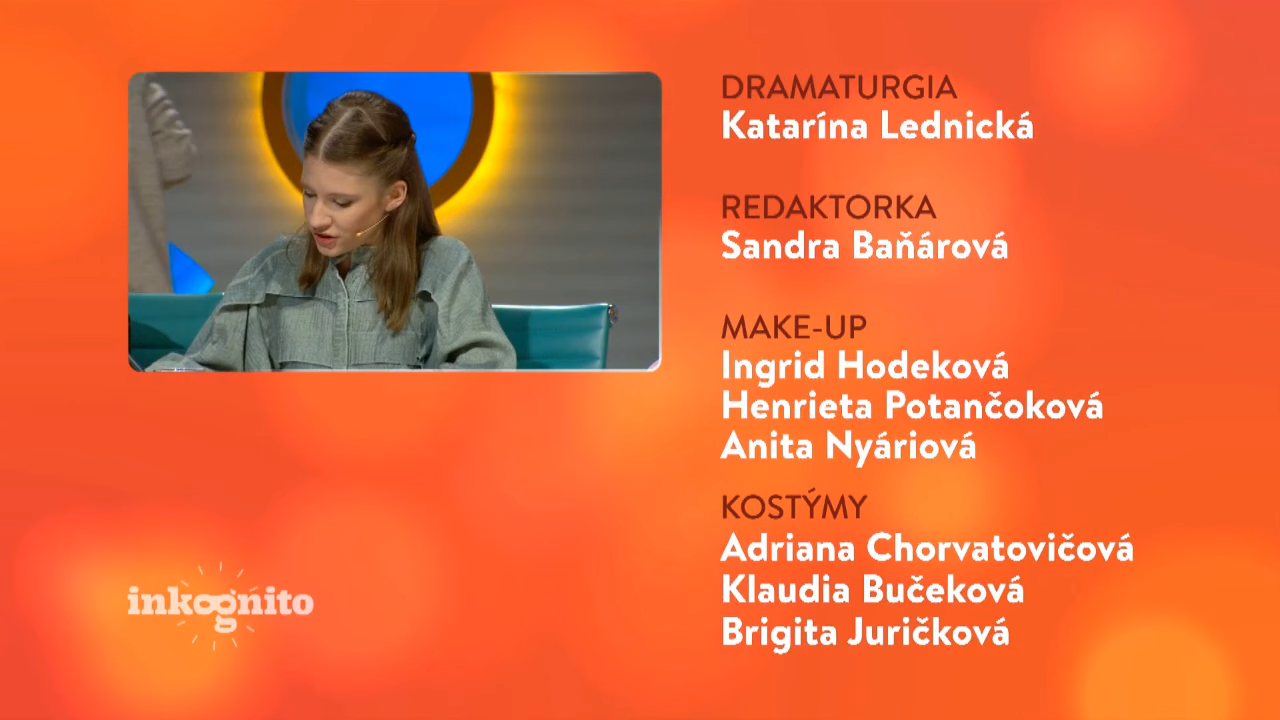 DRAMATURGIA
Katarína Lednická
REDAKTORKA
Sandra Baňárová
MAKE-UP
Ingrid Hodeková
Henrieta Potančoková
Anita Nyáriová
KOSTÝMY
Adriana Chorvatovičová
Klaudia Bučeková
Brigita Juričková
inkognito